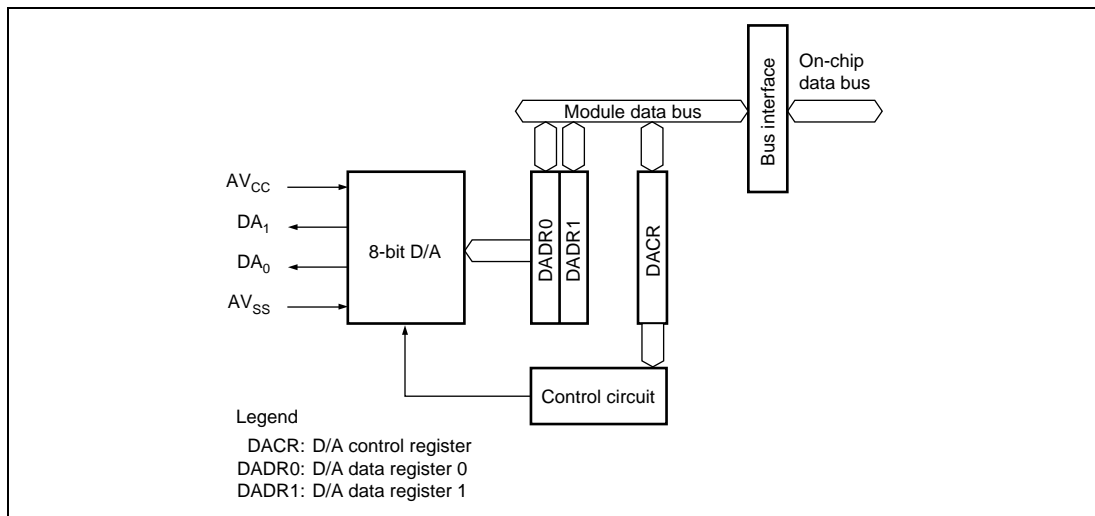 On-chip
data bus
Bus interface
Module data bus
AVCC
DA1
DA0
AVSS
8-bit D/A
DADR0
DADR1
DACR
Control circuit
Legend
DACR: D/A control register
DADR0: D/A data register 0
DADR1: D/A data register 1